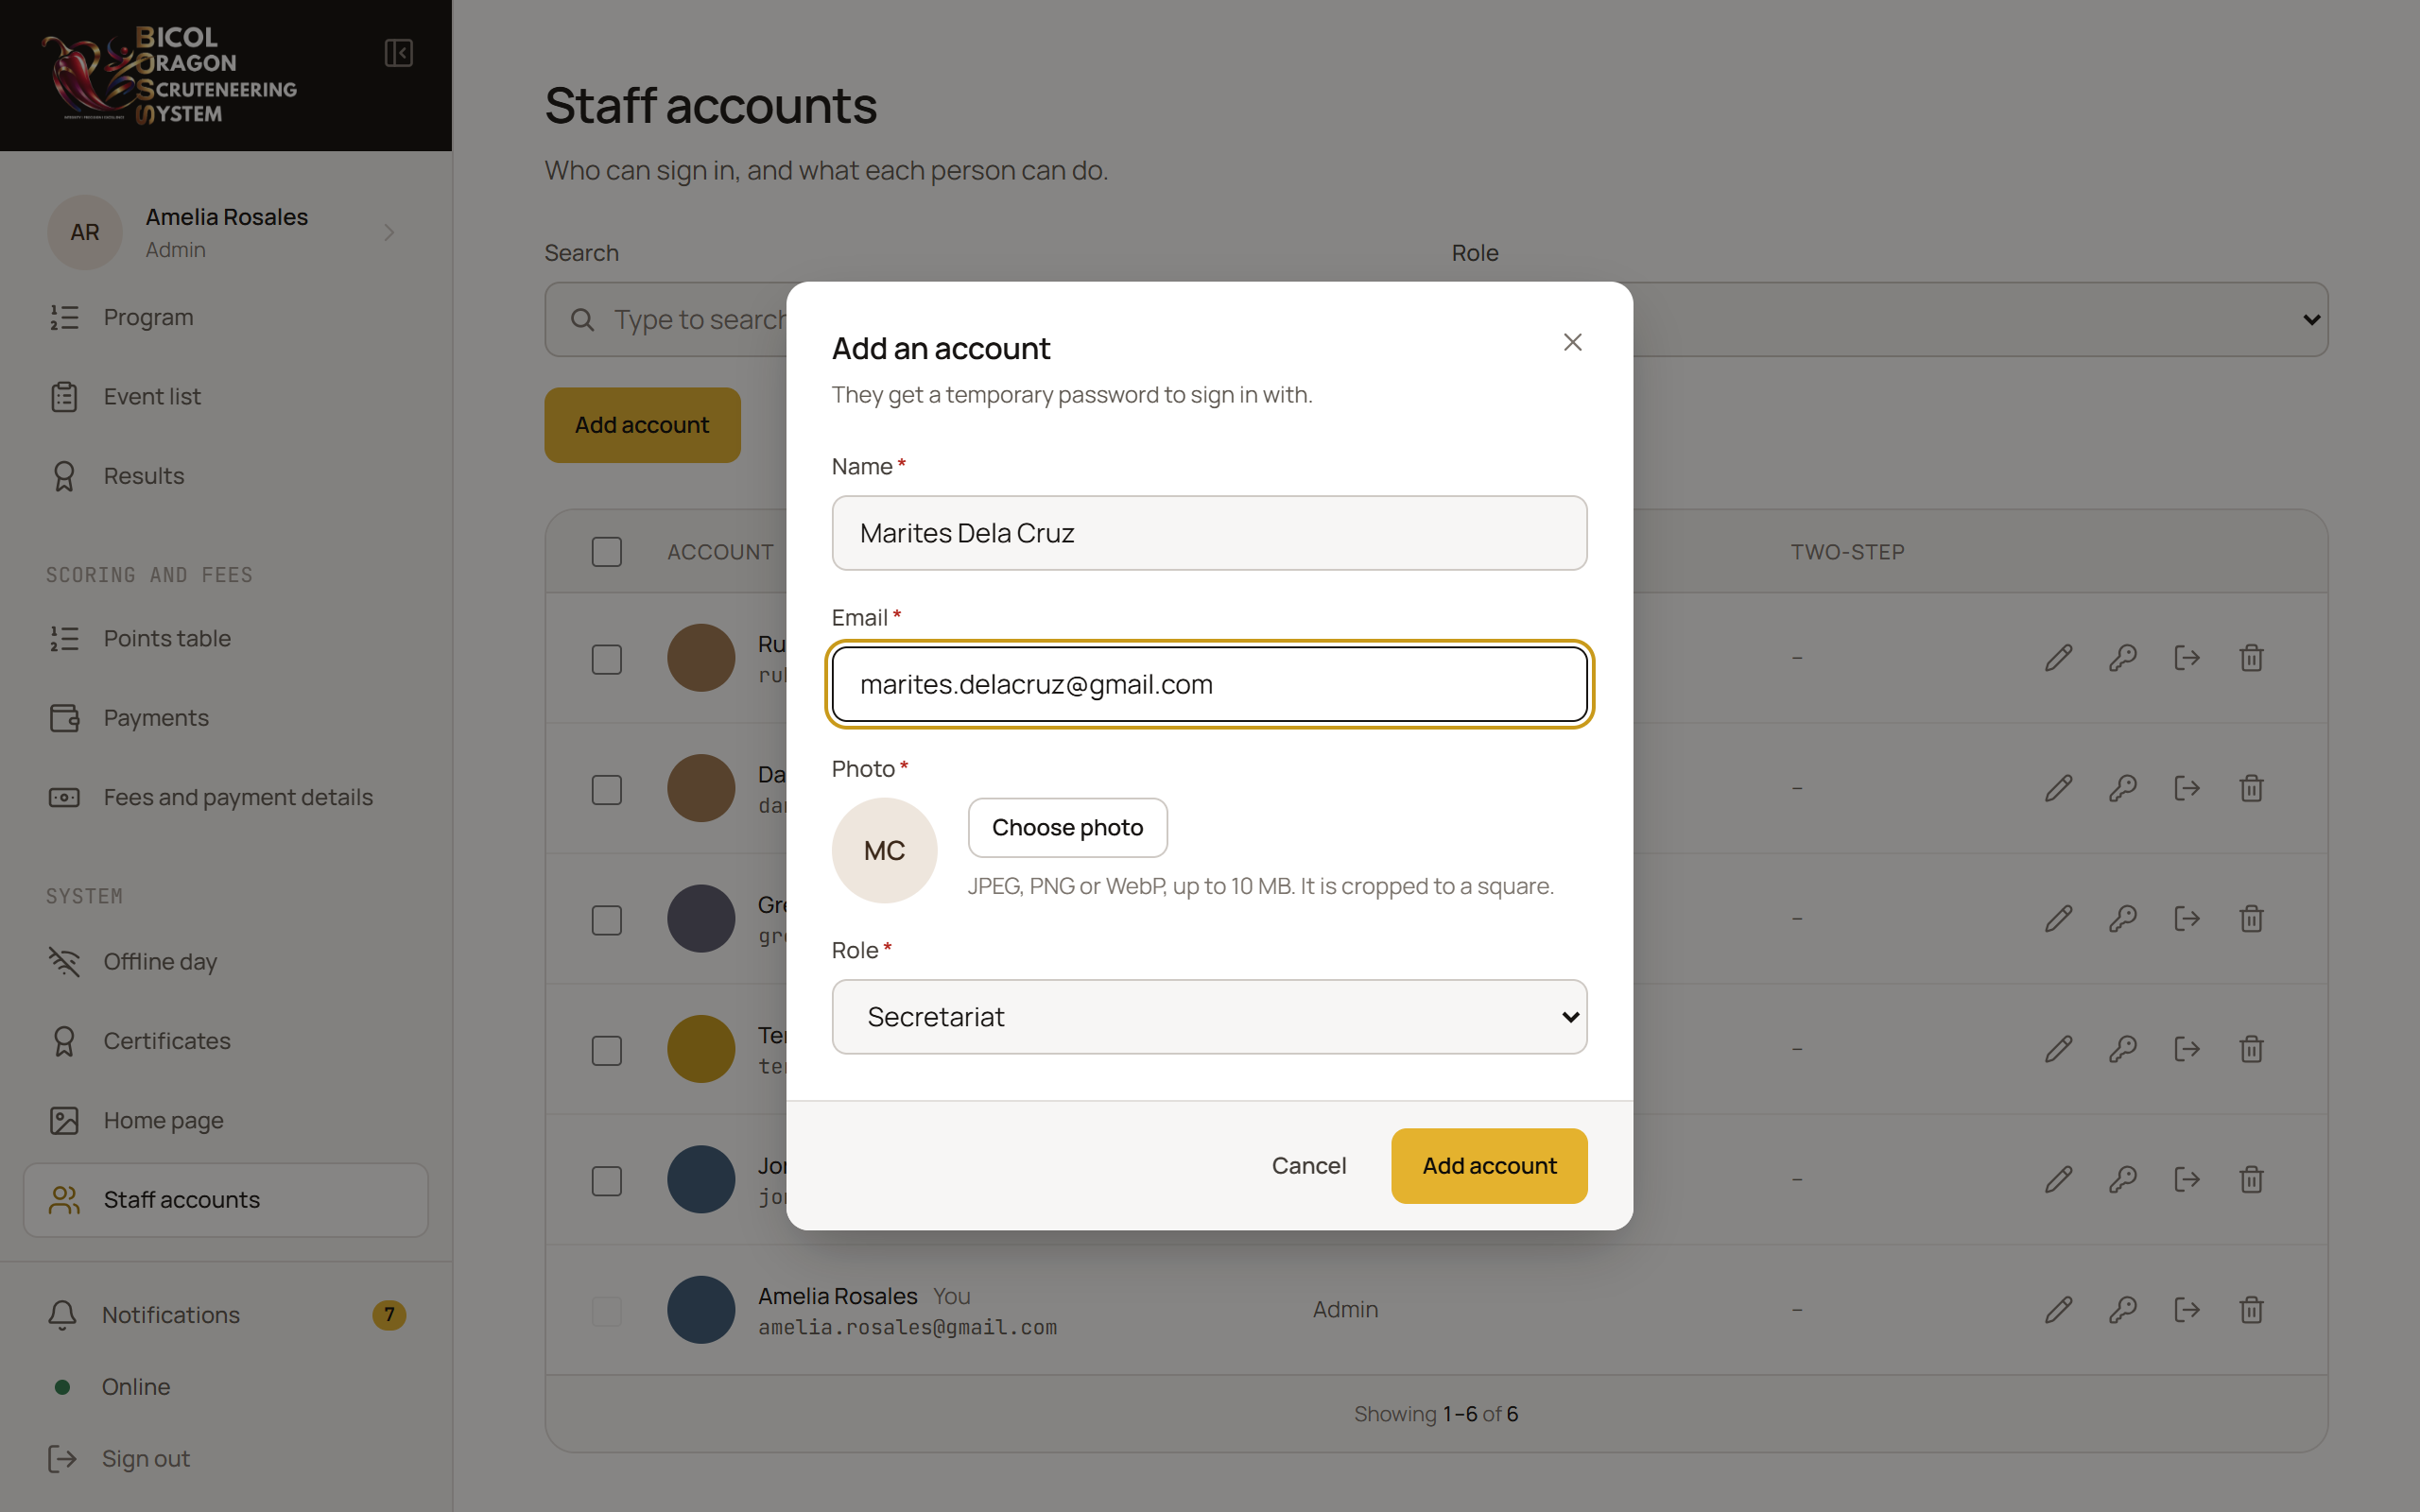 BICOL
DRAGON
SCRUTENEERING
SYSTEM
AR
Amelia Rosales
Admin
Program
Event list
Results
SCORING AND FEES
Points table
Payments
Fees and payment details
SYSTEM
Offline day
Certificates
Home page
Staff accounts
Notifications
7
Online
Sign out
Staff accounts
Who can sign in, and what each person can do.
Search
Role
Type to search
Add account
ACCOUNT
TWO-STEP
Ru
–
Da
–
Gre
–
Te
–
Jo
–
Amelia Rosales You
amelia.rosales@gmail.com
Admin
–
Showing 1–6 of 6
Add an account
They get a temporary password to sign in with.
Name *
Marites Dela Cruz
Email *
marites.delacruz@gmail.com
Photo *
MC
Choose photo
JPEG, PNG or WebP, up to 10 MB. It is cropped to a square.
Role *
Secretariat
Cancel
Add account